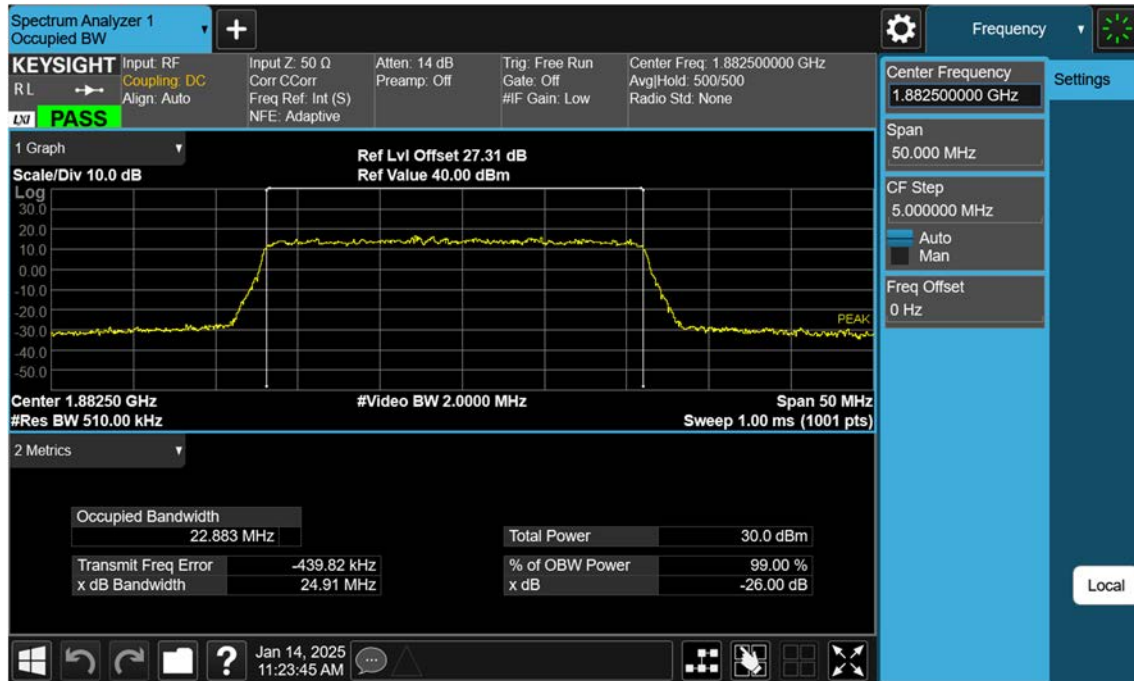 Spectrum Analyzer 1
Occupied BW
Frequency
KEYSIGHT
RL
LXI PASS
Input: RF
Coupling: DC
Align: Auto
Input Z: 50 Ω
Corr CCorr
Freq Ref: Int (S)
NFE: Adaptive
Atten: 14 dB
Preamp: Off
Trig: Free Run
Gate: Off
#IF Gain: Low
Center Freq: 1.882500000 GHz
Avg|Hold: 500/500
Radio Std: None
Center Frequency
1.882500000 GHz
Settings
Span
50.000 MHz
CF Step
5.000000 MHz
Auto
Man
Freq Offset
0 Hz
Local
1 Graph
Scale/Div 10.0 dB
Ref Lvl Offset 27.31 dB
Ref Value 40.00 dBm
Log
30.0
20.0
10.0
0.00
-10.0
-20.0
-30.0
-40.0
-50.0
PEAK
Center 1.88250 GHz
#Video BW 2.0000 MHz
Span 50 MHz
#Res BW 510.00 kHz
Sweep 1.00 ms (1001 pts)
2 Metrics
Occupied Bandwidth
22.883 MHz
Total Power 30.0 dBm
Transmit Freq Error -439.82 kHz
% of OBW Power 99.00 %
x dB Bandwidth 24.91 MHz
x dB -26.00 dB
?
Jan 14, 2025
11:23:45 AM